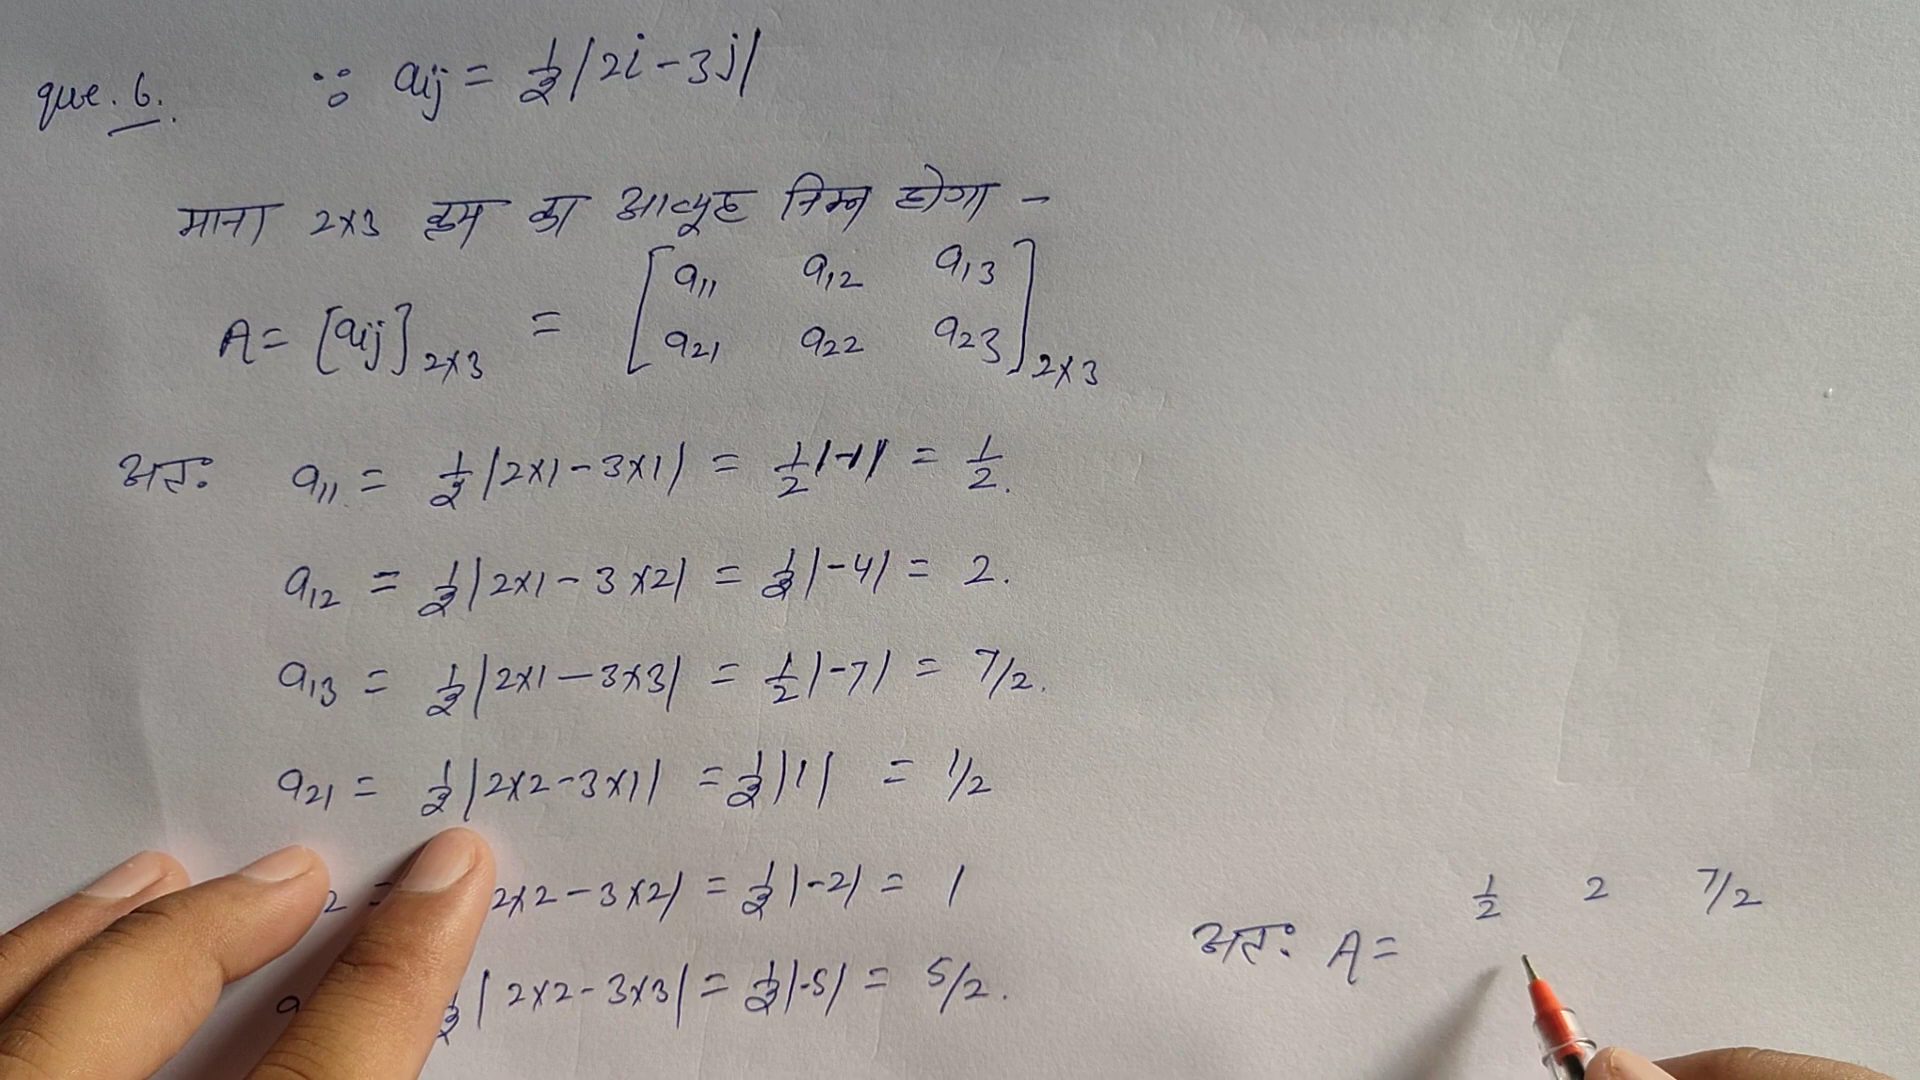 que. 6. ∵ aij = 1/2 |2i - 3j|
माना 2×3 क्रम का आव्यूह निम्न होगा -
A = [aij]2×3 = [a11 a12 a13
a21 a22 a23]2×3
अतः a11 = 1/2 |2×1 - 3×1| = 1/2 |-1| = 1/2.
a12 = 1/2 |2×1 - 3×2| = 1/2 |-4| = 2.
a13 = 1/2 |2×1 - 3×3| = 1/2 |-7| = 7/2.
a21 = 1/2 |2×2 - 3×1| = 1/2 |1| = 1/2
2 = 2×2 - 3×2| = 1/2 |-2| = 1
a 1/2 |2×2 - 3×3| = 1/2 |-5| = 5/2.
अतः A = 1/2 2 7/2